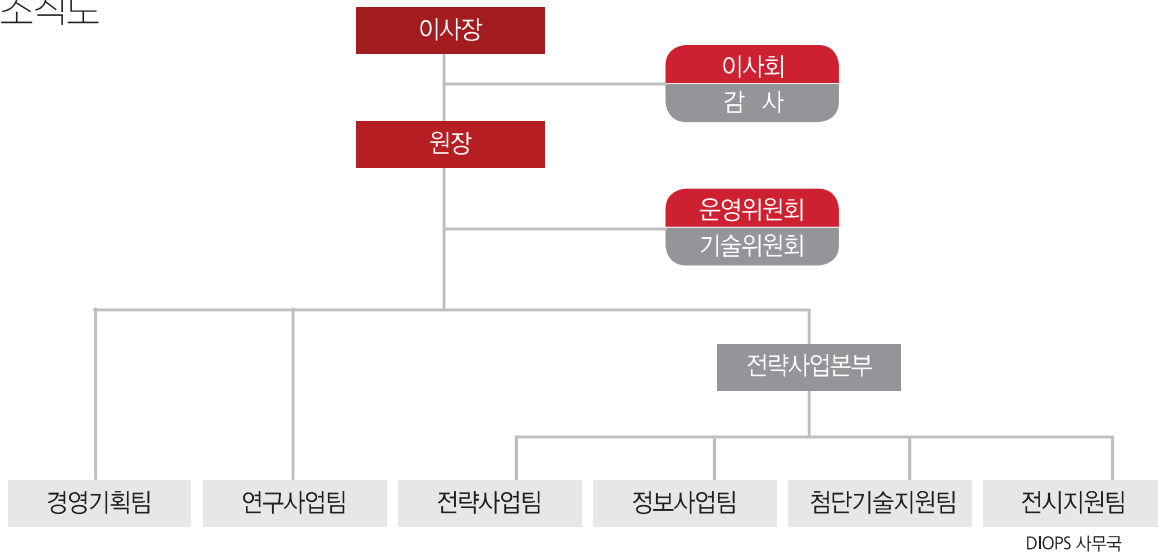 조직도
이사장
이사회
감 사
원장
운영위원회
기술위원회
전략사업본부
경영기획팀
연구사업팀
전략사업팀
정보사업팀
첨단기술지원팀
전시지원팀
DIOPS 사무국